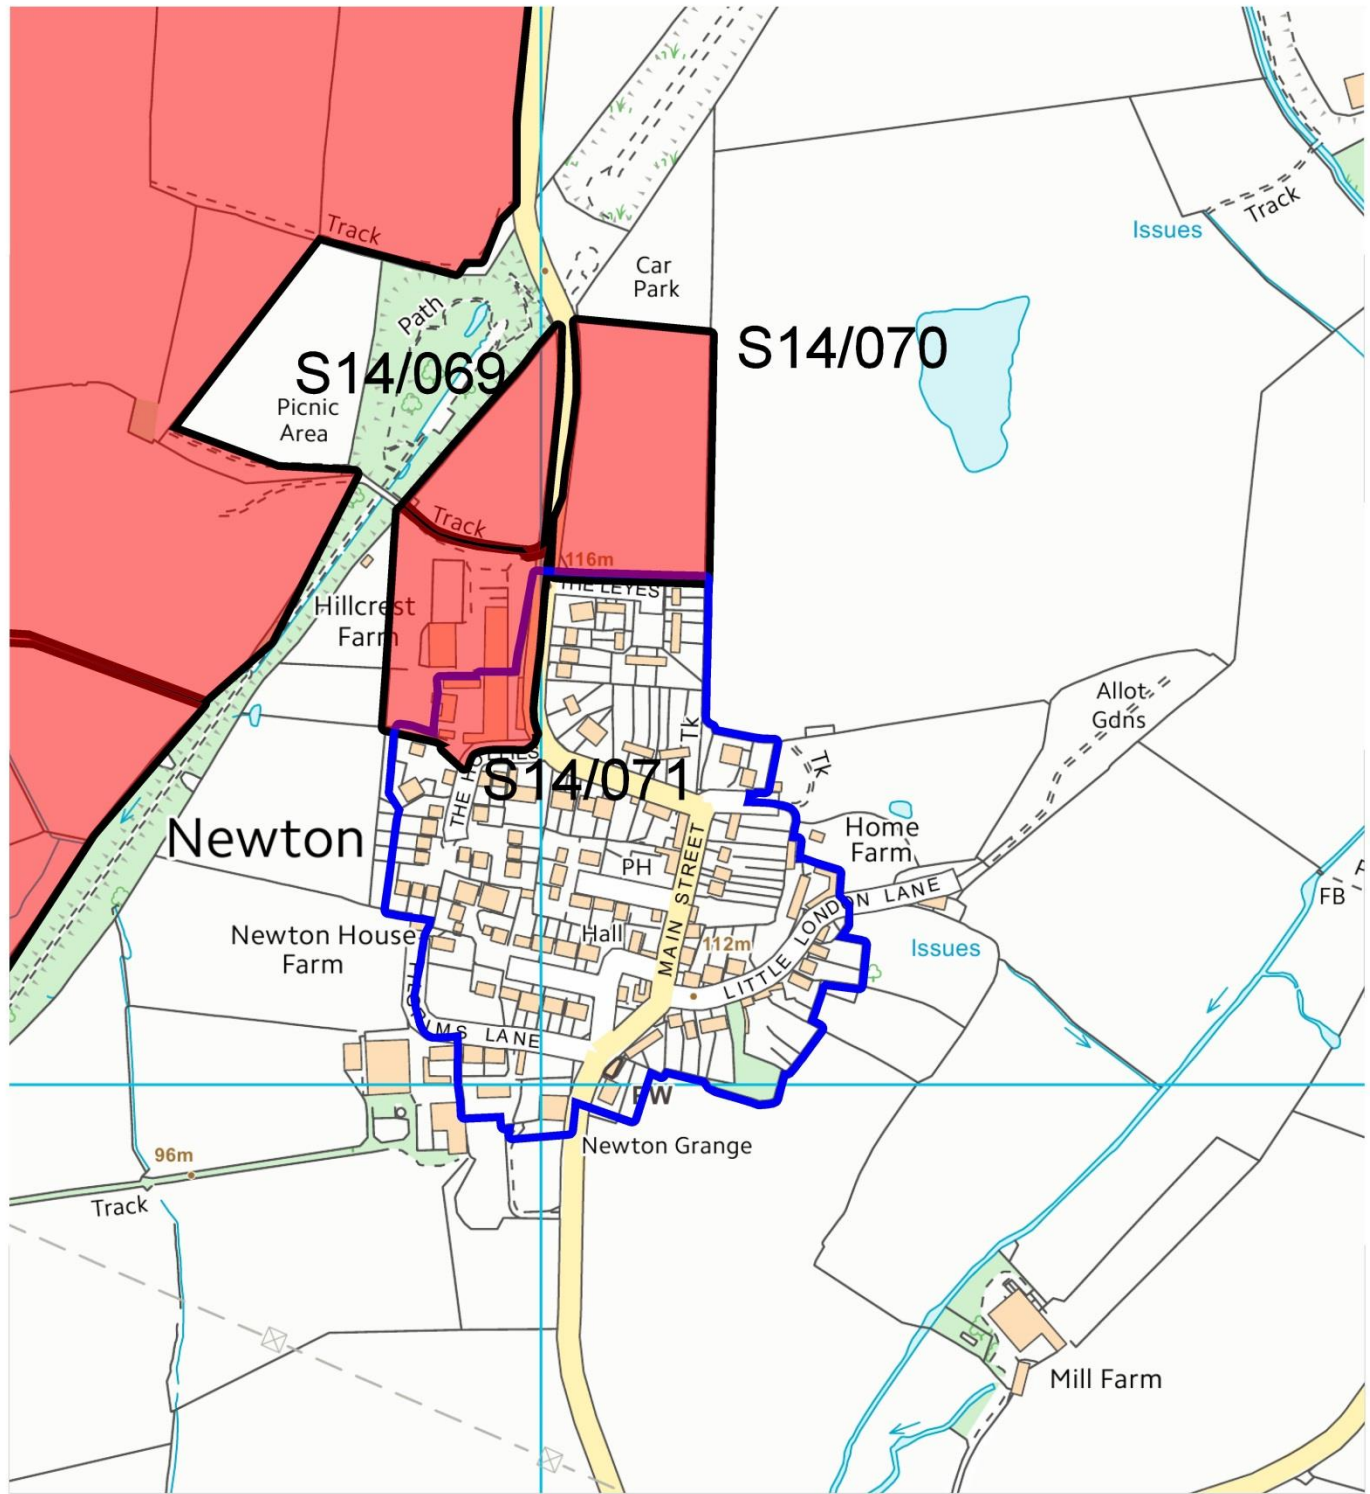 Track
Car
Park
Issues
Track
Path
S14/069
S14/070
Picnic
Area
Track
116m
THE LEYES
Hillcrest
Farm
Allot
Gdns
Tk
Tk
S14/071
THE
Newton
Home
Farm
PH
MAIN STREET
LITTLE LONDON LANE
FB
Newton House
Farm
Hall
112m
Issues
LANE
PW
Newton Grange
96m
Track
Mill Farm